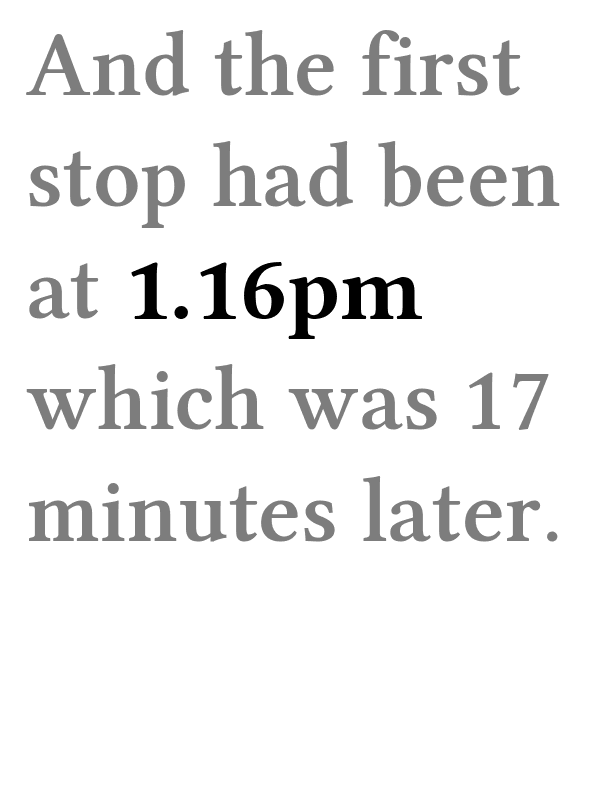 And the first
stop had been
at 1.16pm
which was 17
minutes later.